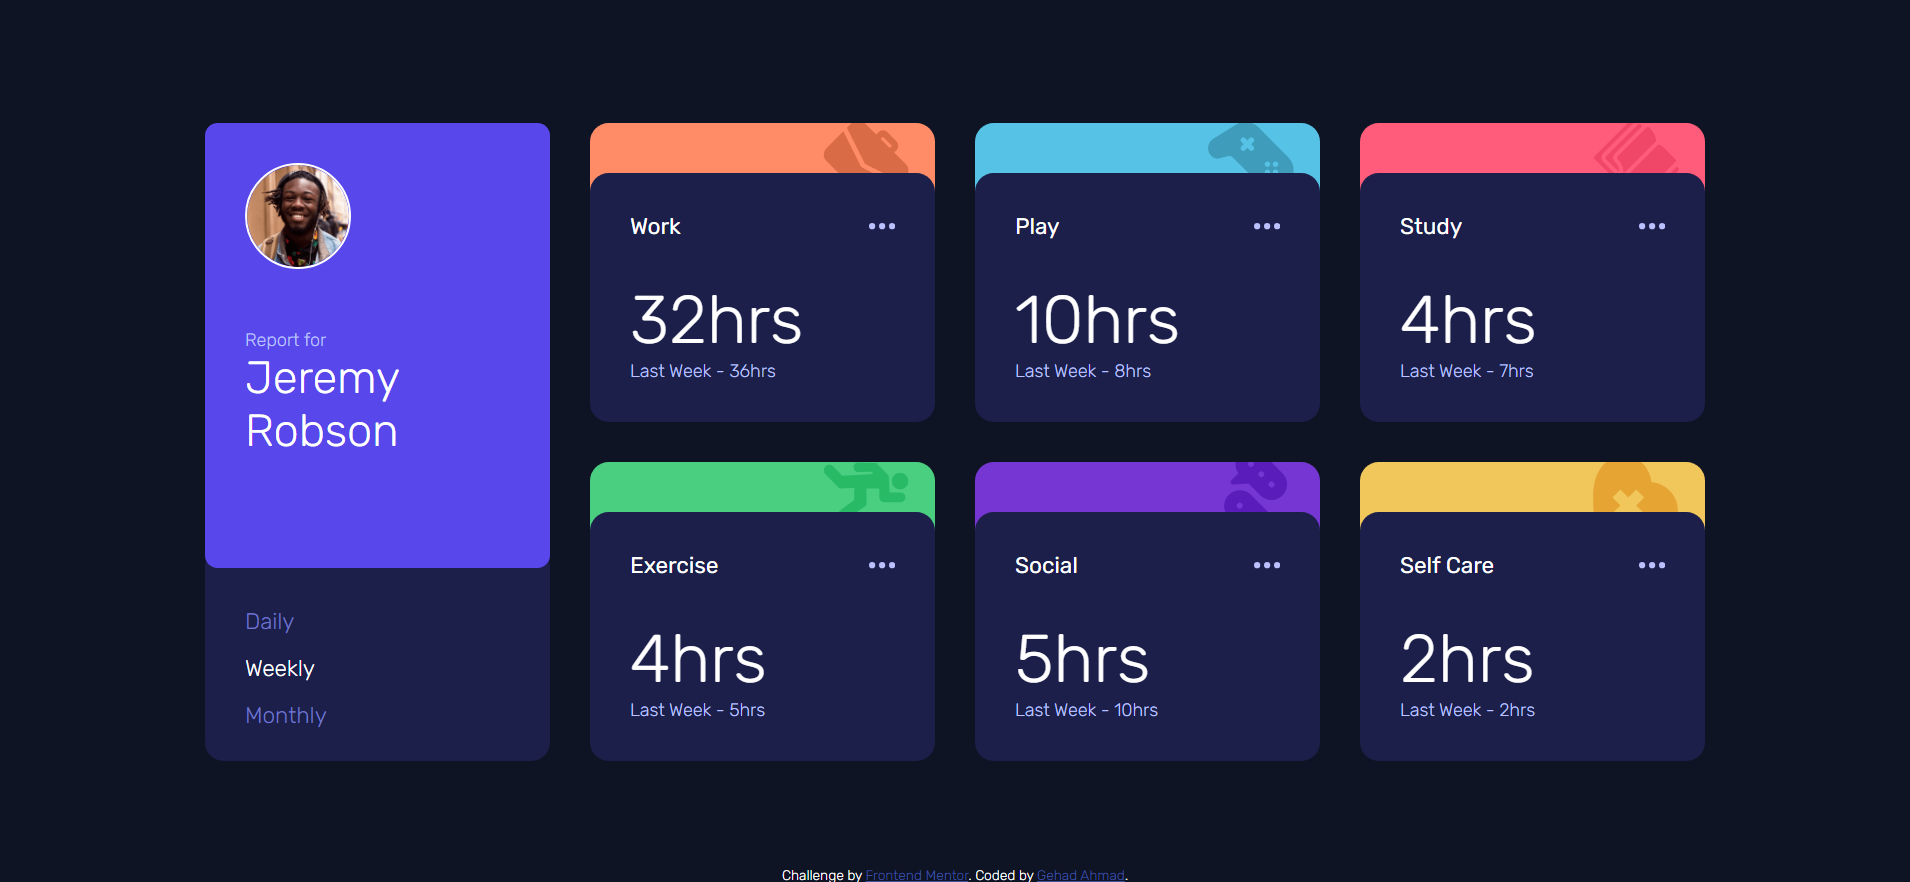 Report for
Jeremy
Robson
Daily
Weekly
Monthly
Work
32hrs
Last Week - 36hrs
Play
10hrs
Last Week - 8hrs
Study
4hrs
Last Week - 7hrs
Exercise
4hrs
Last Week - 5hrs
Social
5hrs
Last Week - 10hrs
Self Care
2hrs
Last Week - 2hrs
Challenge by Frontend Mentor. Coded by Gehad Ahmad.